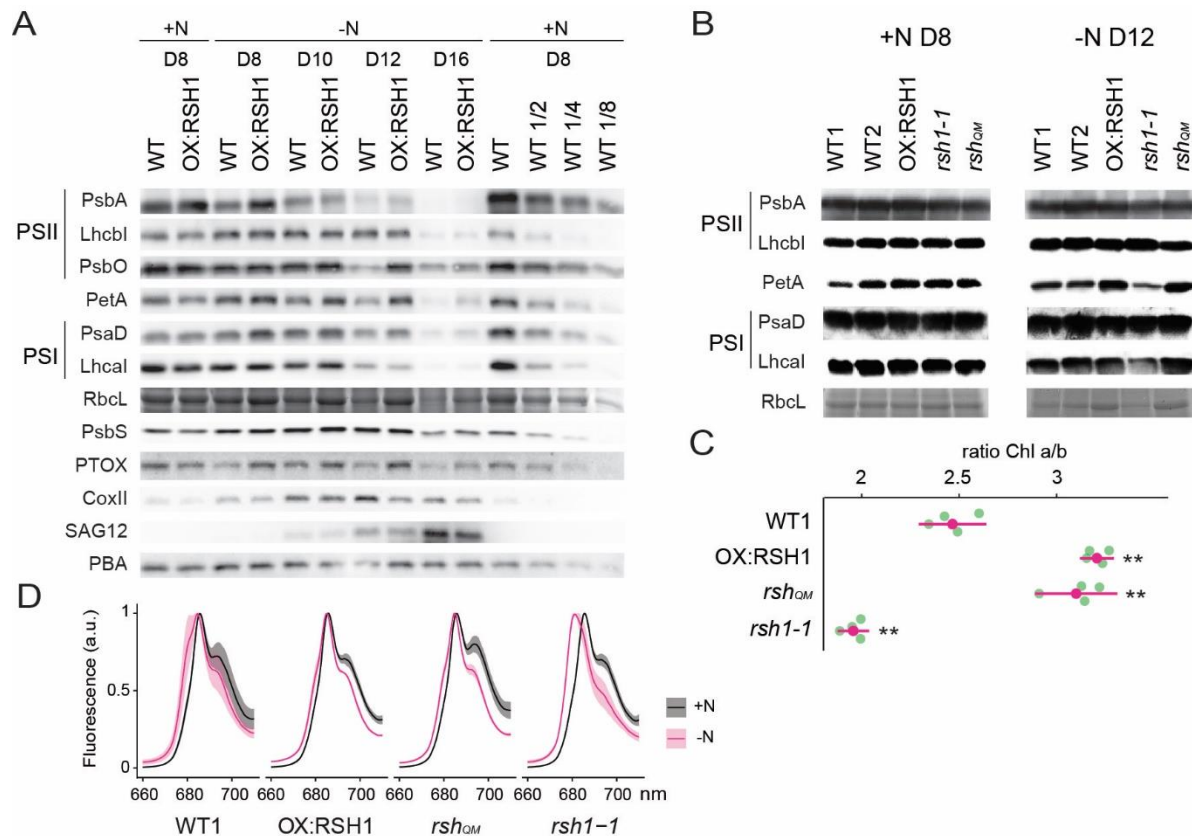 A
+N -N +N
D8 D8 D10 D12 D16 D8
WT OX:RSH1 WT OX:RSH1 WT OX:RSH1 WT OX:RSH1 WT OX:RSH1 WT WT 1/2 WT 1/4 WT 1/8
PSII
PsbA
LhcbI
PsbO
PetA
PSI
PsaD
LhcaI
RbcL
PsbS
PTOX
CoxII
SAG12
PBA
B
+N D8 -N D12
WT1 WT2 OX:RSH1 rsh1-1 rshQM WT1 WT2 OX:RSH1 rsh1-1 rshQM
PSII
PsbA
LhcbI
PetA
PSI
PsaD
LhcaI
RbcL
C
ratio Chl a/b
2 2.5 3
WT1
OX:RSH1 **
rshQM **
rsh1-1 **
D
Fluorescence (a.u.)
1
0.5
0
+N
-N
660 680 700 660 680 700 660 680 700 660 680 700 nm
WT1 OX:RSH1 rshQM rsh1-1